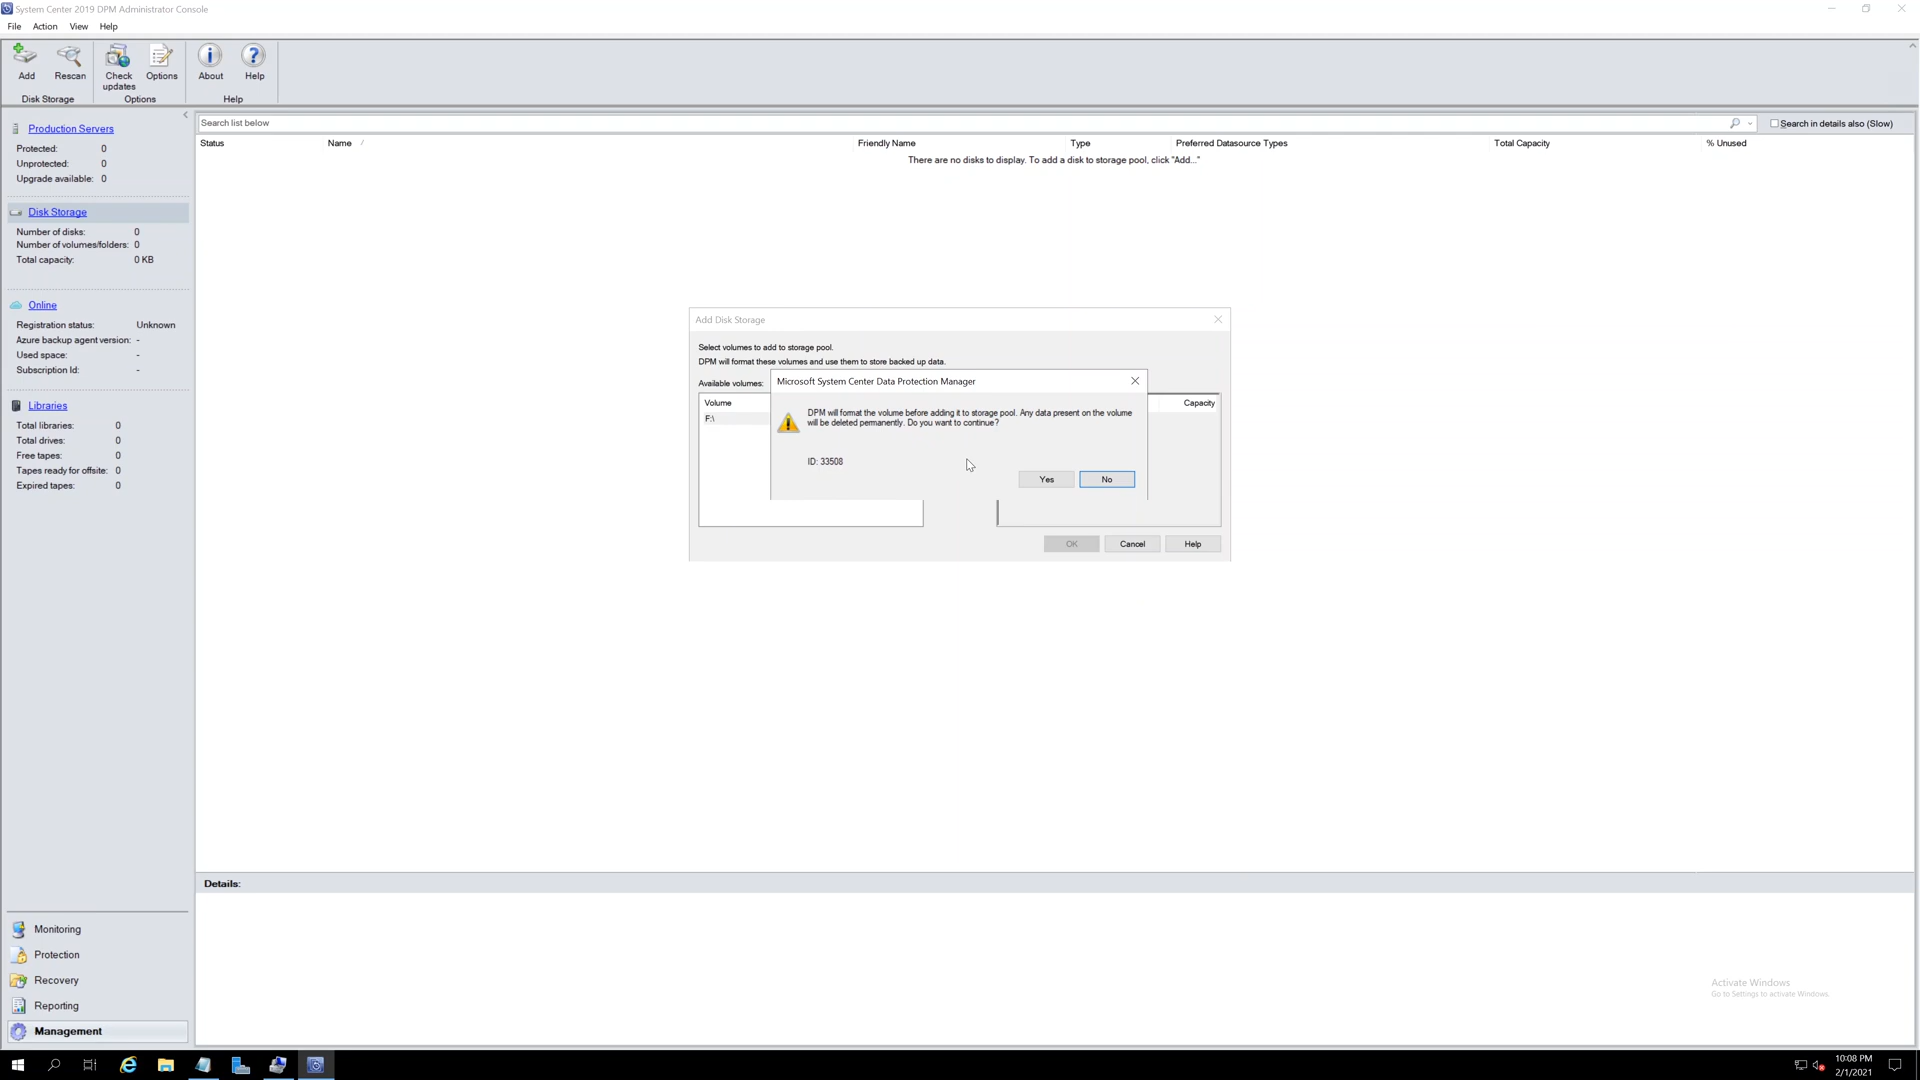 System Center 2019 DPM Administrator Console
File Action View Help
Add Rescan Check updates Options About Help
Disk Storage Options Help
Production Servers
Protected: 0
Unprotected: 0
Upgrade available: 0
Disk Storage
Number of disks: 0
Number of volumes/folders: 0
Total capacity: 0 KB
Online
Registration status: Unknown
Azure backup agent version: -
Used space: -
Subscription Id: -
Libraries
Total libraries: 0
Total drives: 0
Free tapes: 0
Tapes ready for offsite: 0
Expired tapes: 0
Monitoring
Protection
Recovery
Reporting
Management
Search list below
Search in details also (Slow)
Status Name Friendly Name Type Preferred Datasource Types Total Capacity % Unused
There are no disks to display. To add a disk to storage pool, click "Add..."
Add Disk Storage
Select volumes to add to storage pool.
DPM will format these volumes and use them to store backed up data.
Available volumes:
Volume
F:\
Capacity
Microsoft System Center Data Protection Manager
DPM will format the volume before adding it to storage pool. Any data present on the volume
will be deleted permanently. Do you want to continue?
ID: 33508
Yes No
OK Cancel Help
Details:
Activate Windows
Go to Settings to activate Windows.
10:08 PM
2/1/2021